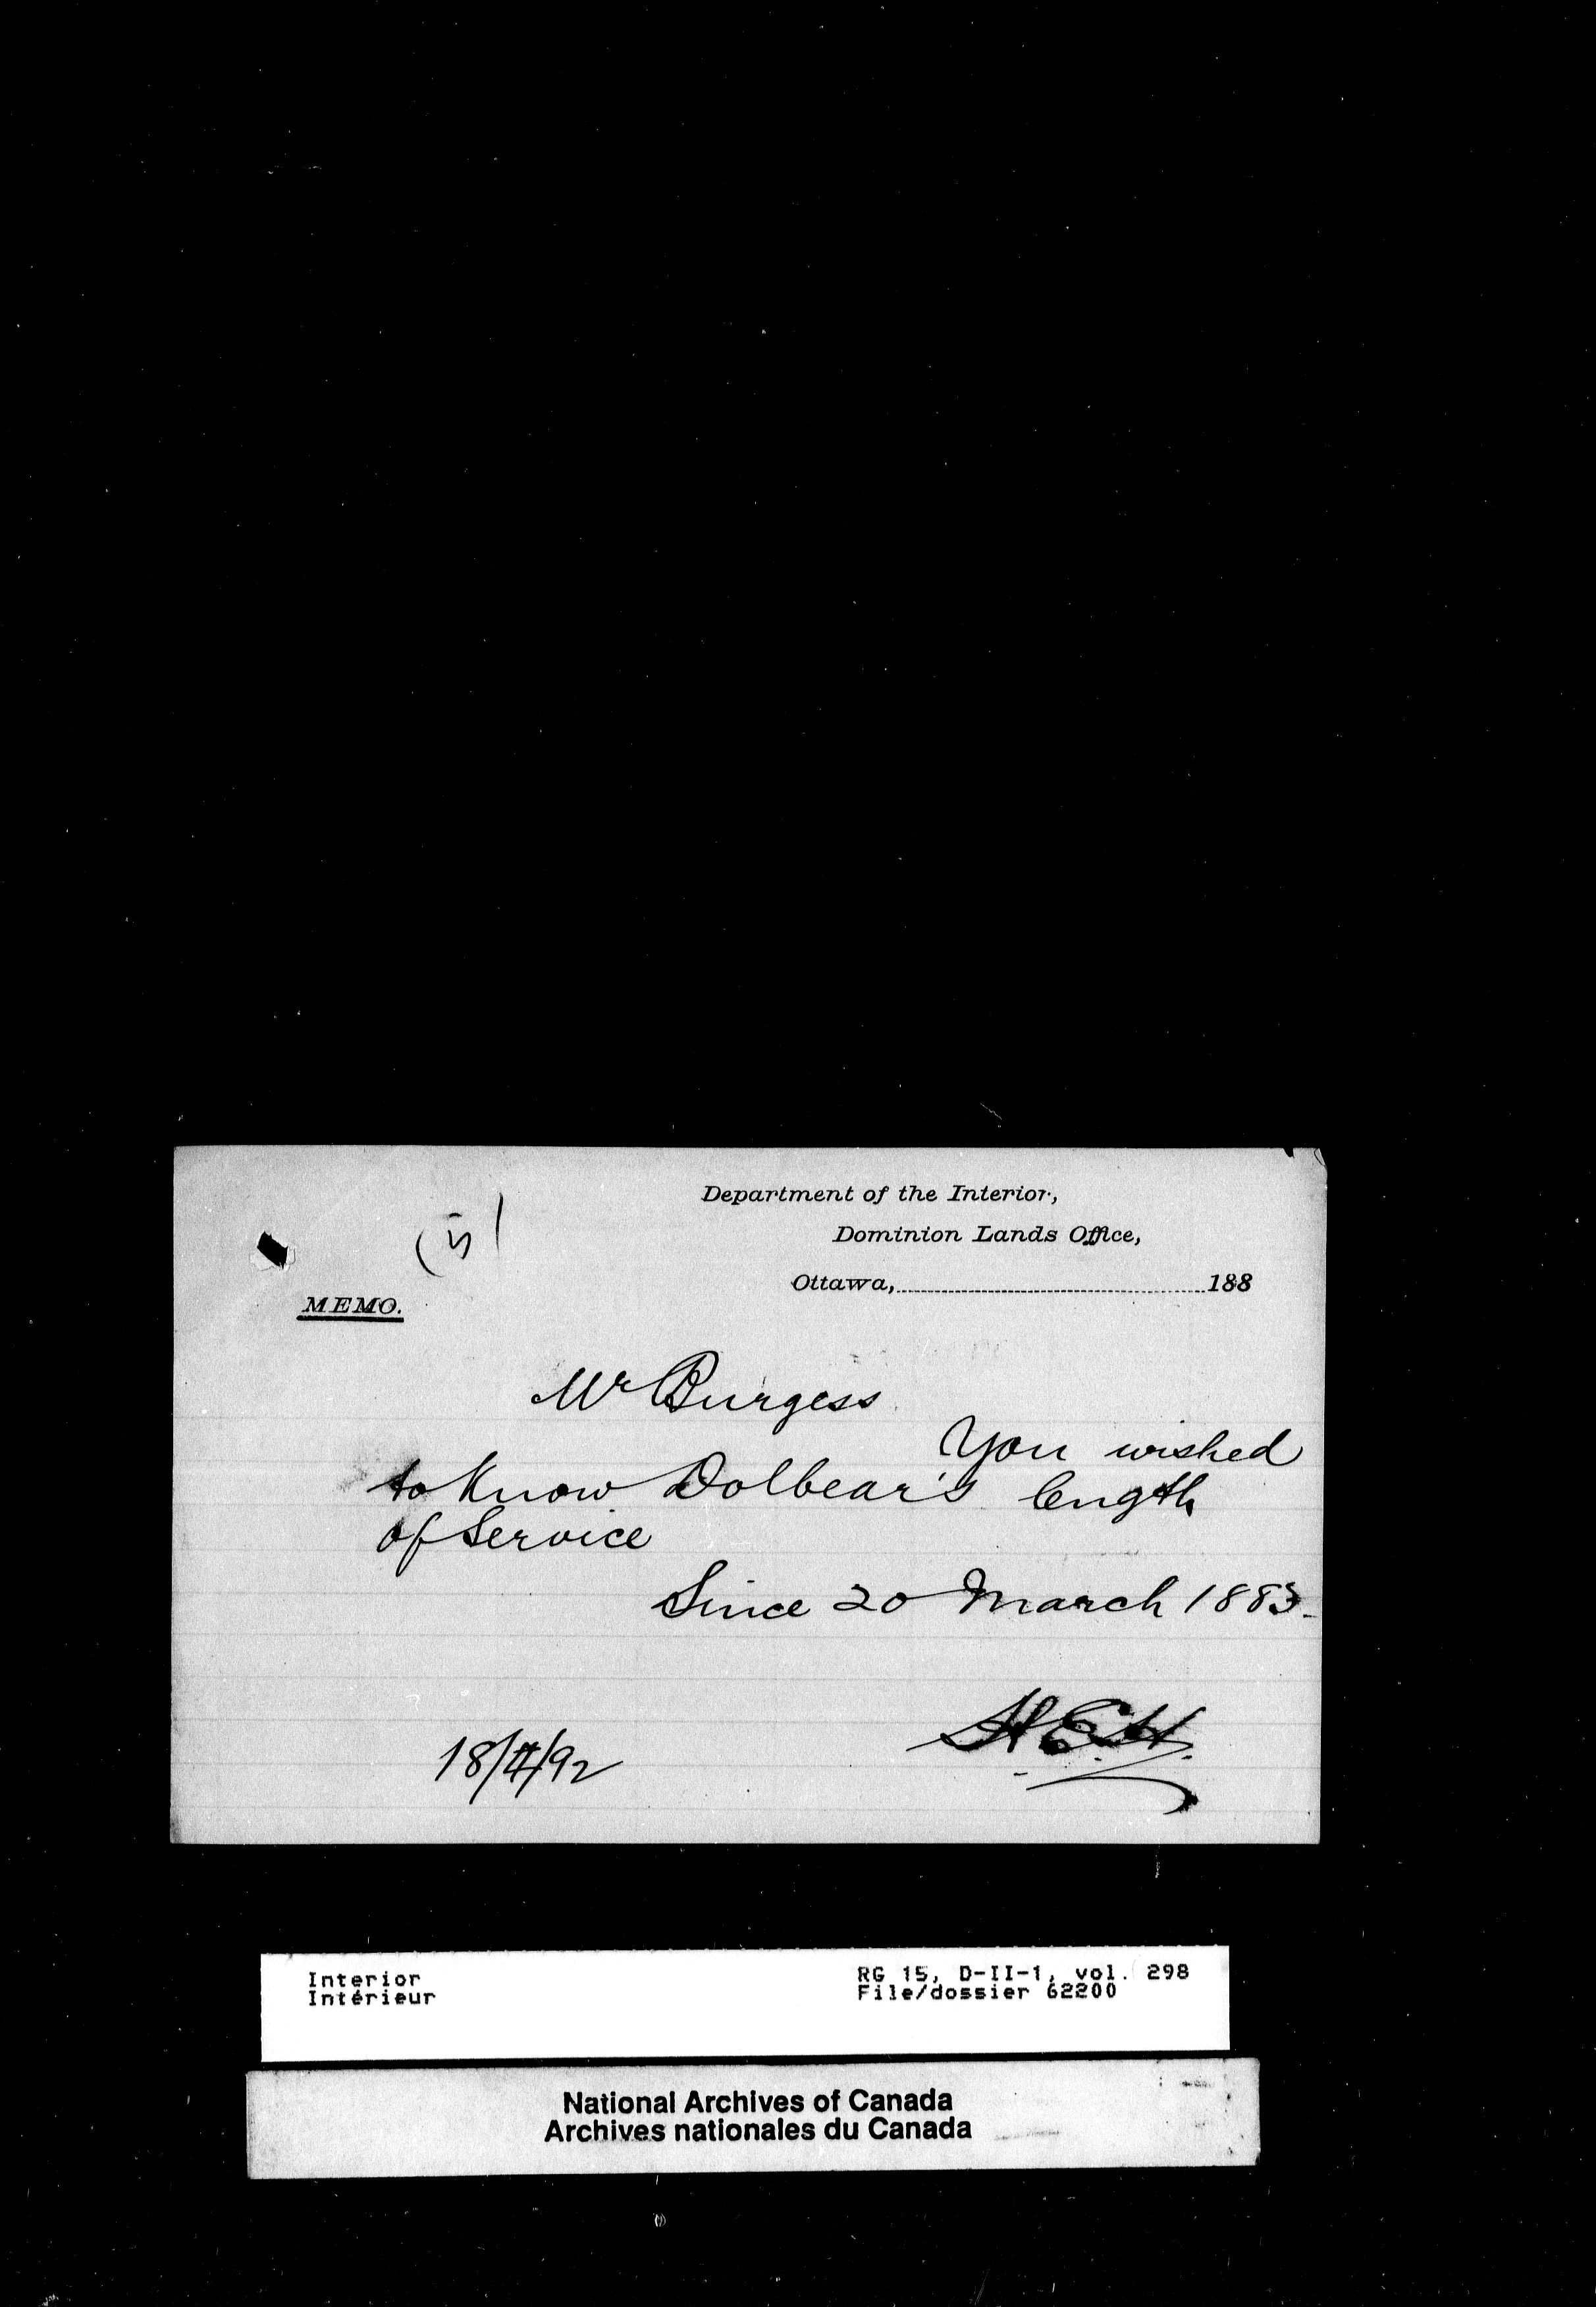 Department of the Interior,
Dominion Lands Office,
Ottawa,..........188
(5)
MEMO.
Mr Burgess
You wished
to Know Dolbear's length
of Service
Since 20 March 1883.
H.E.H.
18/II/92
Interior
Intérieur
RG 15, D-II-1, vol. 298
File/dossier 62200
National Archives of Canada
Archives nationales du Canada